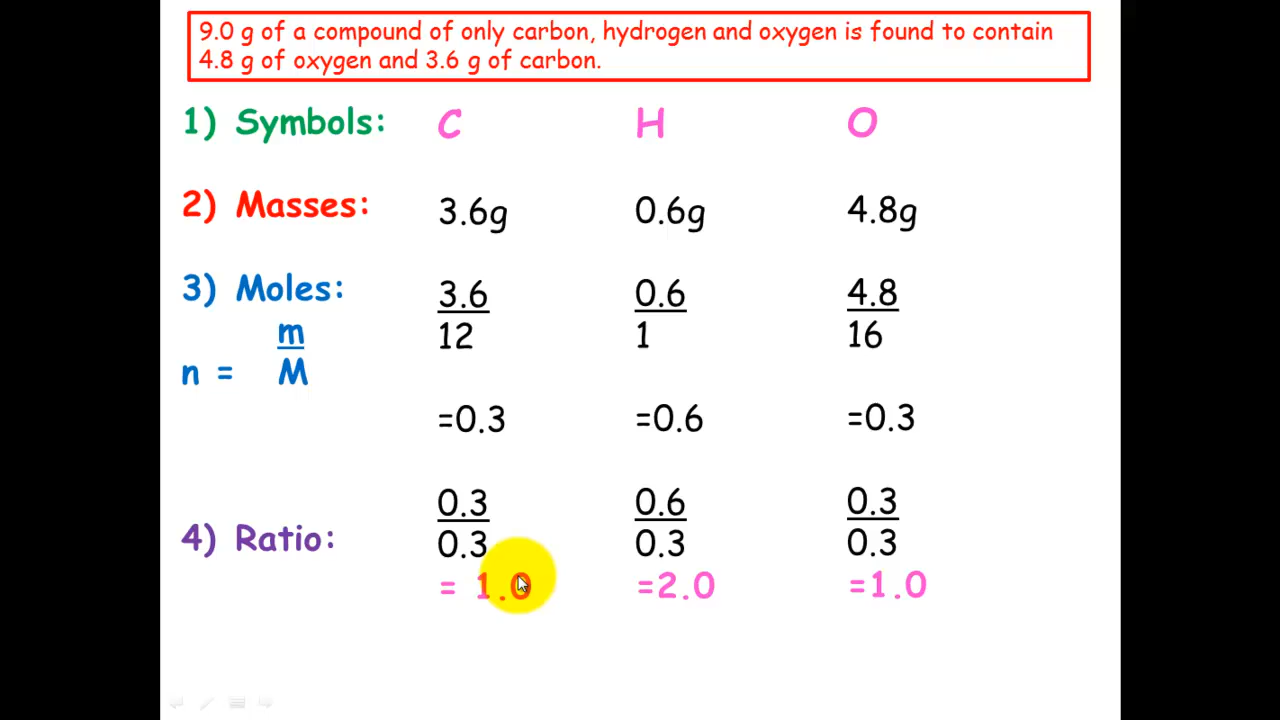 9.0 g of a compound of only carbon, hydrogen and oxygen is found to contain
4.8 g of oxygen and 3.6 g of carbon.
1) Symbols: C H O
2) Masses: 3.6g 0.6g 4.8g
3) Moles: 3.6 0.6 4.8
m 12 1 16
n = M
=0.3 =0.6 =0.3
0.3 0.6 0.3
4) Ratio: 0.3 0.3 0.3
= 1.0 =2.0 =1.0